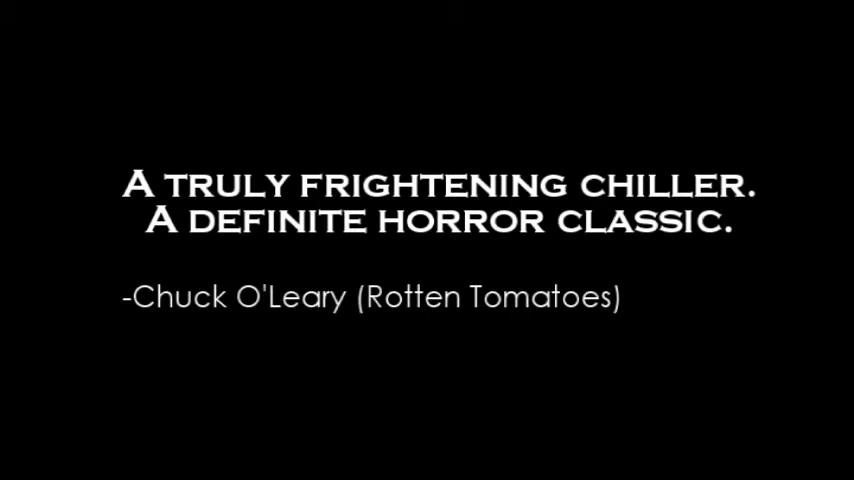 A TRULY FRIGHTENING CHILLER.
A DEFINITE HORROR CLASSIC.
-Chuck O'Leary (Rotten Tomatoes)